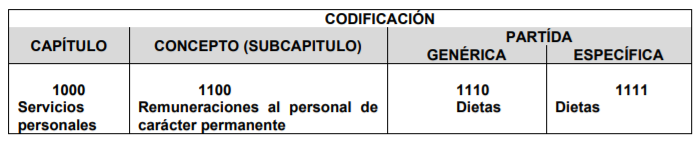 CODIFICACIÓN
CAPÍTULO CONCEPTO (SUBCAPITULO) PARTÍDA
GENÉRICA ESPECÍFICA
1000 1100 1110 1111
Servicios Remuneraciones al personal de Dietas Dietas
personales carácter permanente